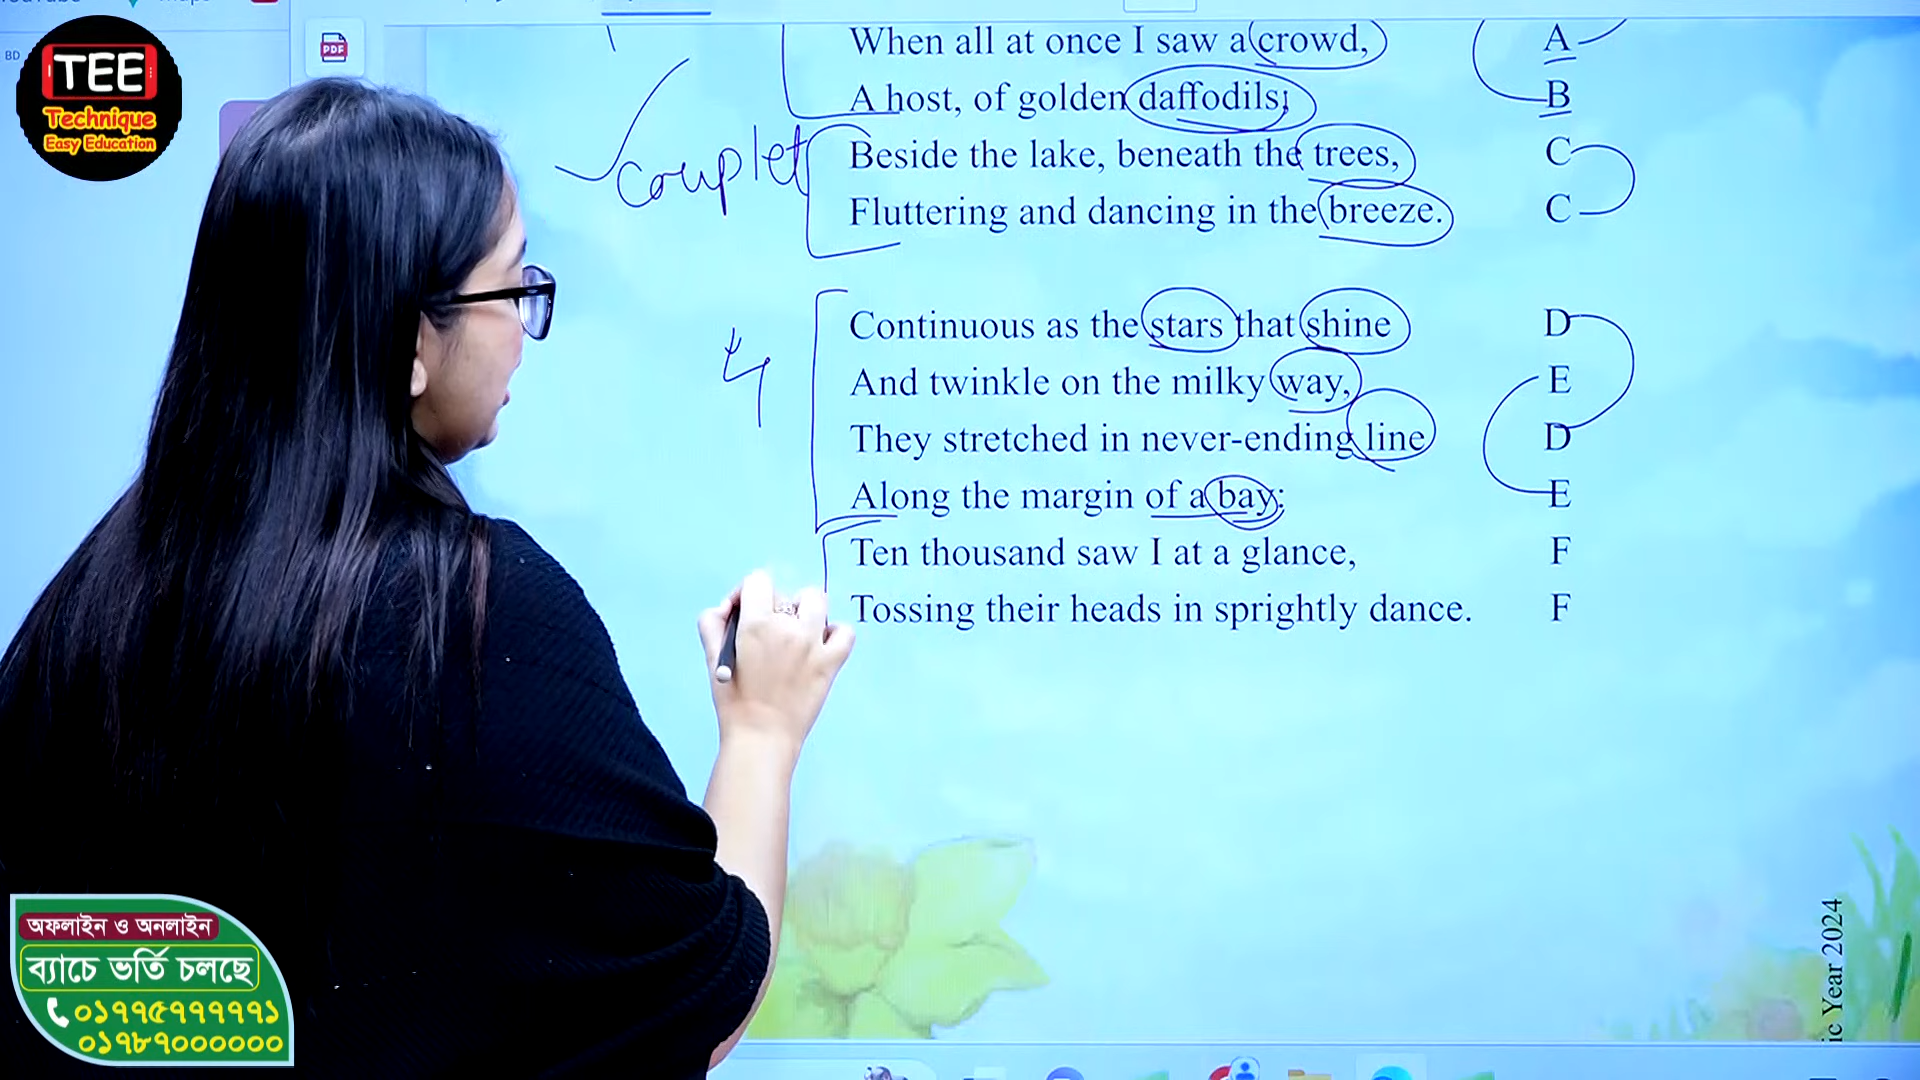 BD
TEE
Technique
Easy Education
PDF
When all at once I saw a crowd, A
A host, of golden daffodils; B
couplet
Beside the lake, beneath the trees, C
Fluttering and dancing in the breeze. C
Continuous as the stars that shine D
And twinkle on the milky way, E
They stretched in never-ending line D
Along the margin of a bay: E
Ten thousand saw I at a glance, F
Tossing their heads in sprightly dance. F
ic Year 2024
অফলাইন ও অনলাইন
ব্যাচে ভর্তি চলছে
০১৭৭৫৭৭৭৭৭১
০১৭৮৭০০০০০০